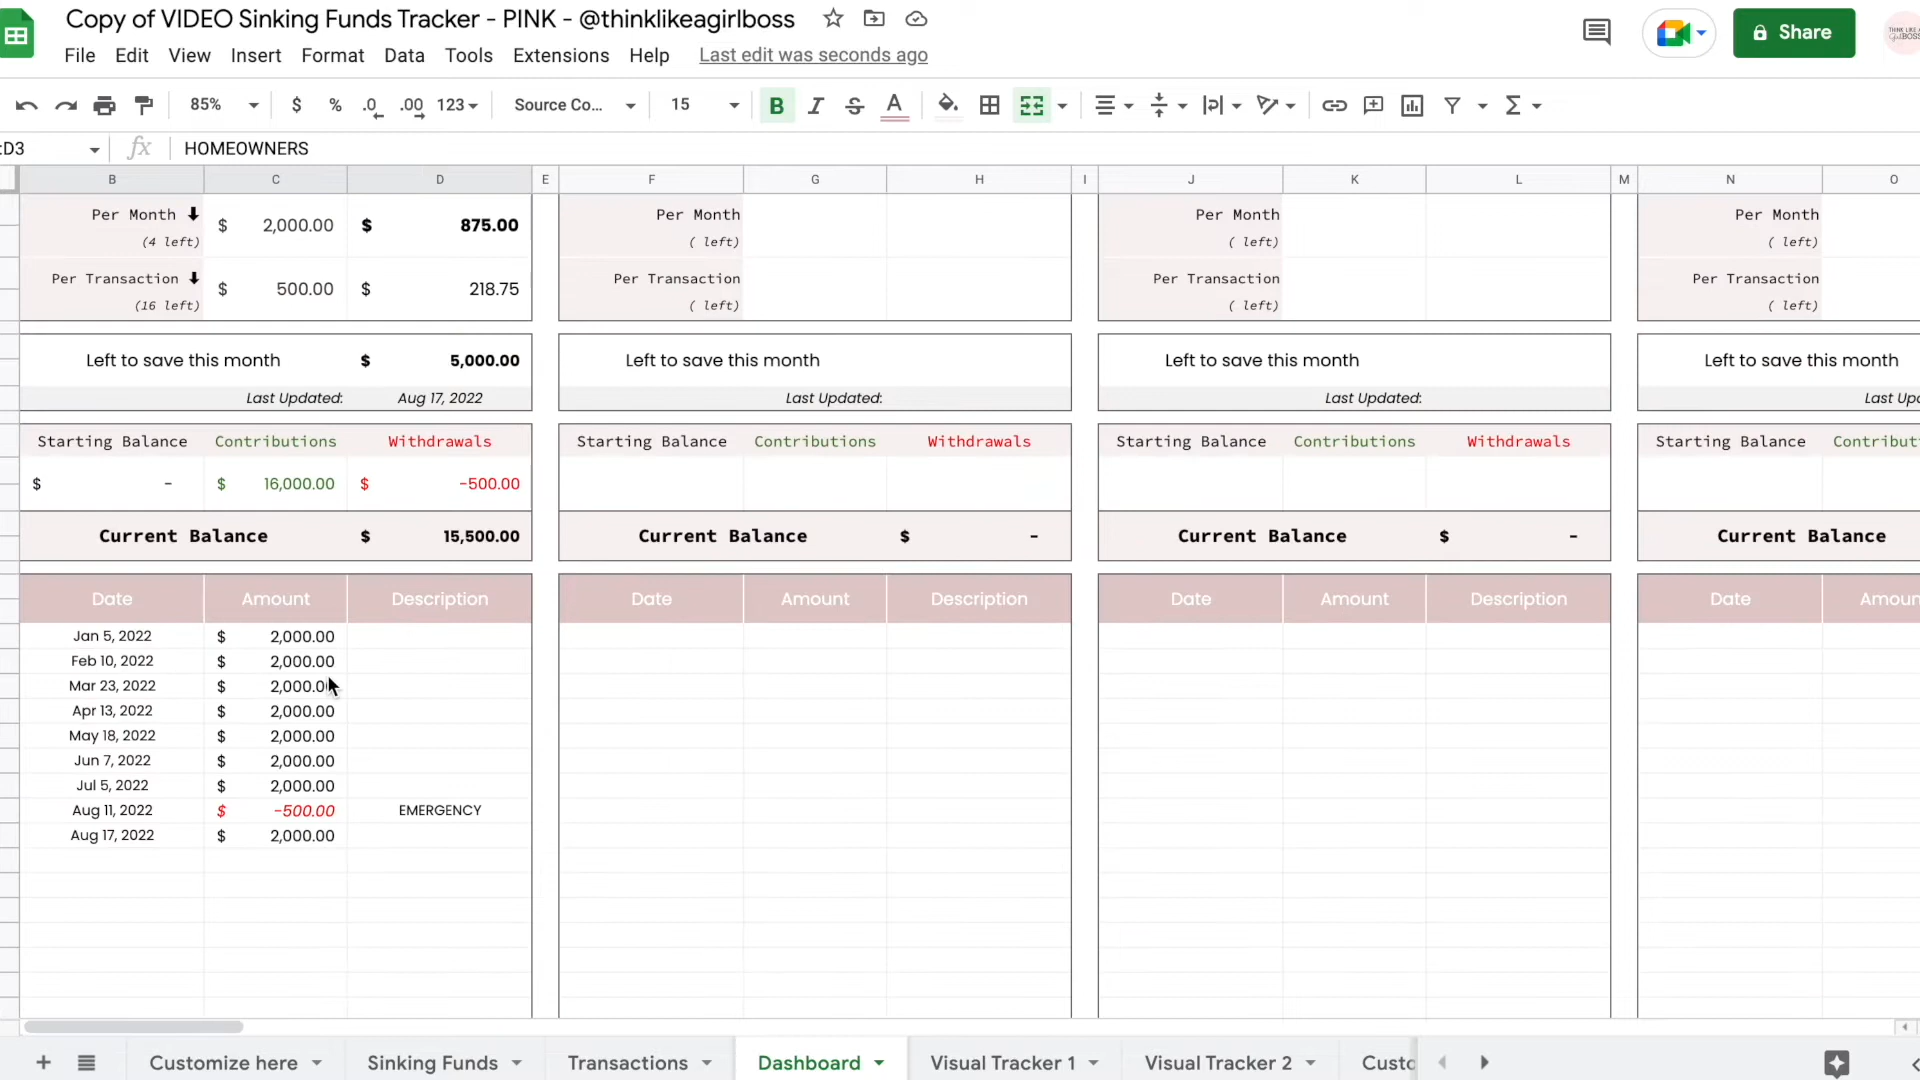 Copy of VIDEO Sinking Funds Tracker - PINK - @thinklikeagirlboss
File Edit View Insert Format Data Tools Extensions Help Last edit was seconds ago
Share
85% $ % .0 .00 123 Source Co... 15 B I S A
:D3 fx HOMEOWNERS
B C D E F G H I J K L M N O
Per Month ⬇ $ 2,000.00 $ 875.00 Per Month Per Month Per Month
(4 left) ( left) ( left) ( left)
Per Transaction ⬇ $ 500.00 $ 218.75 Per Transaction Per Transaction Per Transaction
(16 left) ( left) ( left) ( left)
Left to save this month $ 5,000.00 Left to save this month Left to save this month Left to save this month
Last Updated: Aug 17, 2022 Last Updated: Last Updated: Last Up
Starting Balance Contributions Withdrawals Starting Balance Contributions Withdrawals Starting Balance Contributions Withdrawals Starting Balance Contribut
$ - $ 16,000.00 $ -500.00
Current Balance $ 15,500.00 Current Balance $ - Current Balance $ - Current Balance
Date Amount Description Date Amount Description Date Amount Description Date Amoun
Jan 5, 2022 $ 2,000.00
Feb 10, 2022 $ 2,000.00
Mar 23, 2022 $ 2,000.00
Apr 13, 2022 $ 2,000.00
May 18, 2022 $ 2,000.00
Jun 7, 2022 $ 2,000.00
Jul 5, 2022 $ 2,000.00
Aug 11, 2022 $ -500.00 EMERGENCY
Aug 17, 2022 $ 2,000.00
Customize here Sinking Funds Transactions Dashboard Visual Tracker 1 Visual Tracker 2 Custo